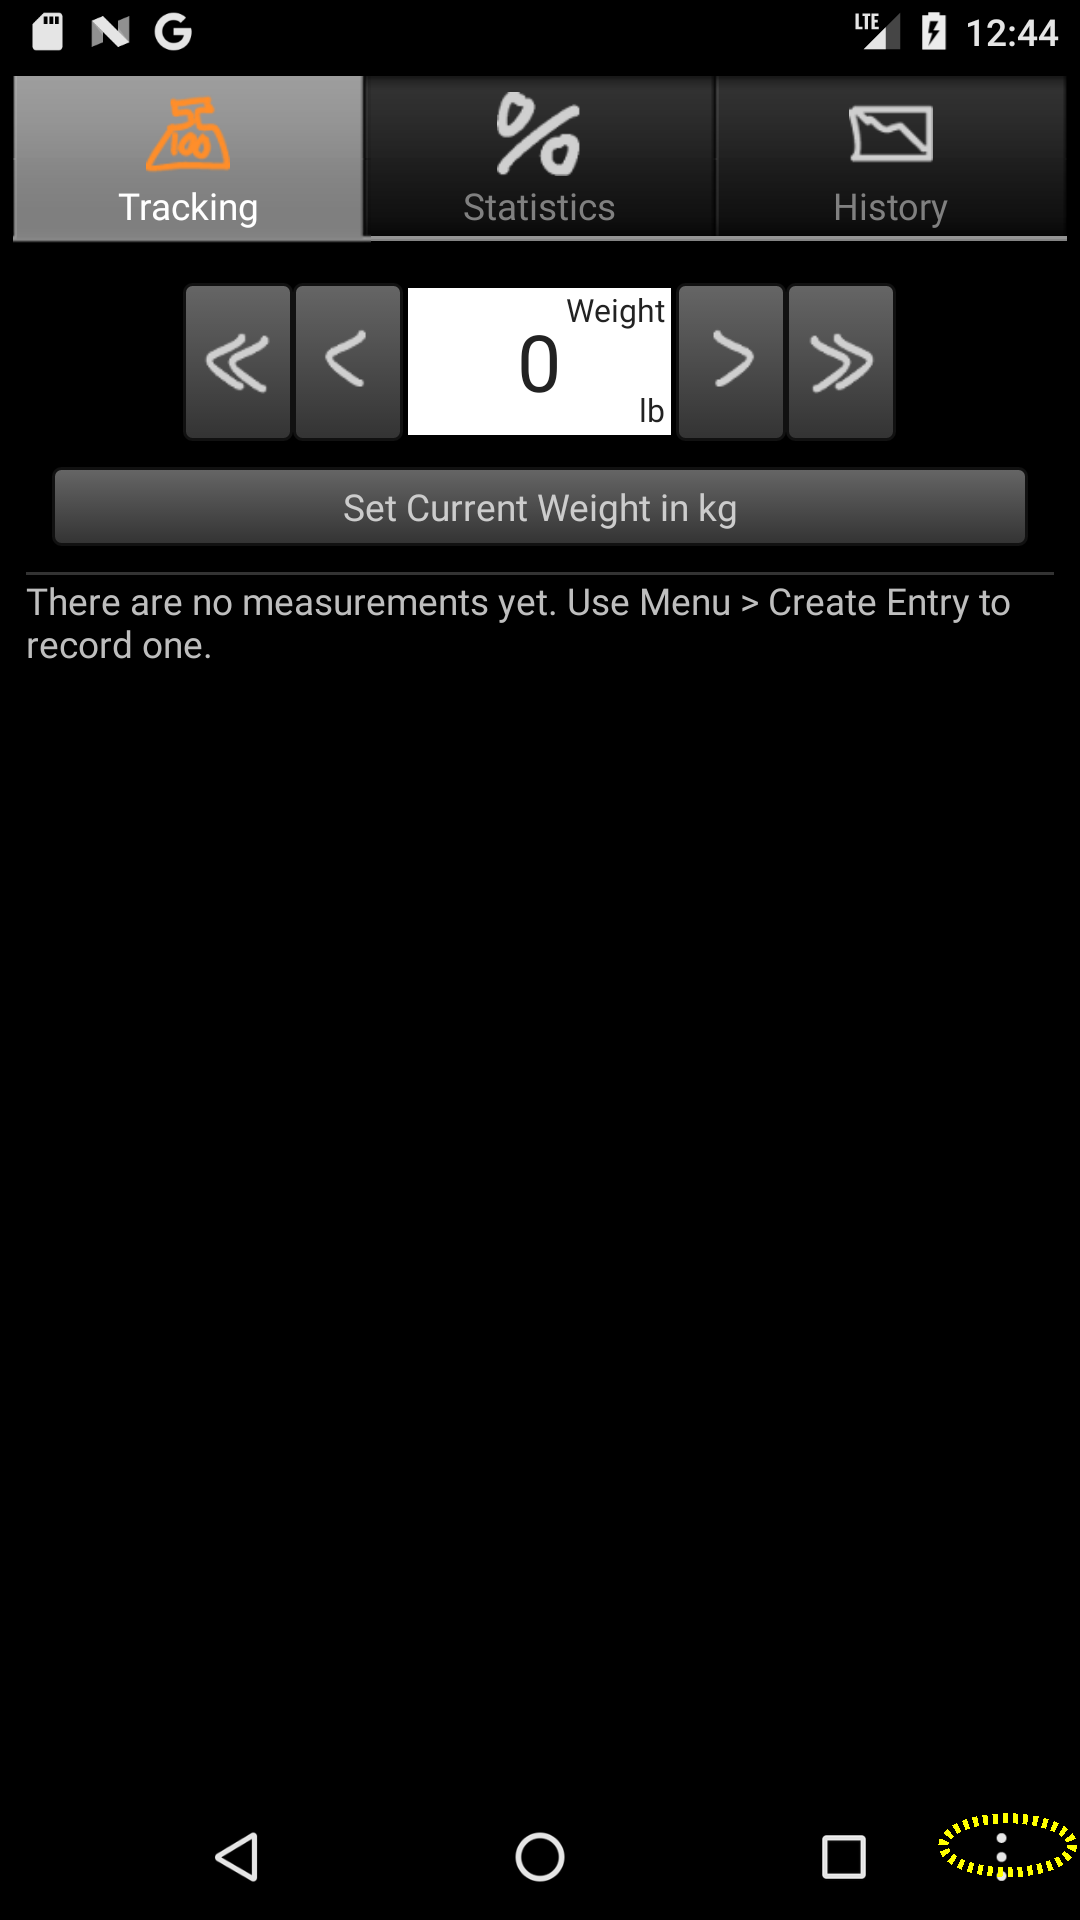 LTE 12:44
100
Tracking
Statistics
History
Weight
0
lb
Set Current Weight in kg
There are no measurements yet. Use Menu > Create Entry to
record one.